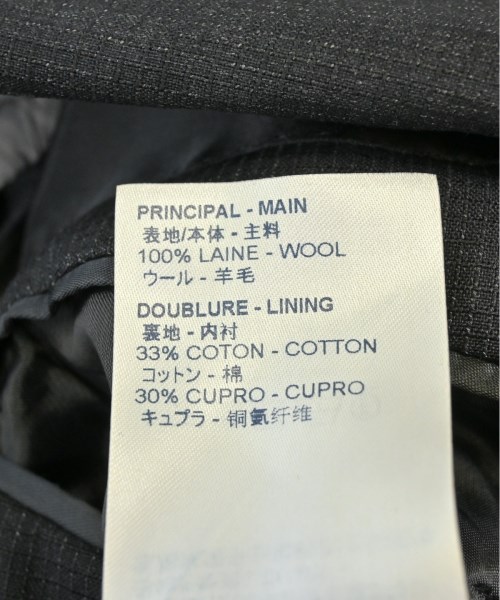 PRINCIPAL - MAIN
表地/本体 - 主料
100% LAINE - WOOL
ウール - 羊毛
DOUBLURE - LINING
裏地 - 内衬
33% COTON - COTTON
コットン - 棉
30% CUPRO - CUPRO
キュプラ - 铜氨纤维